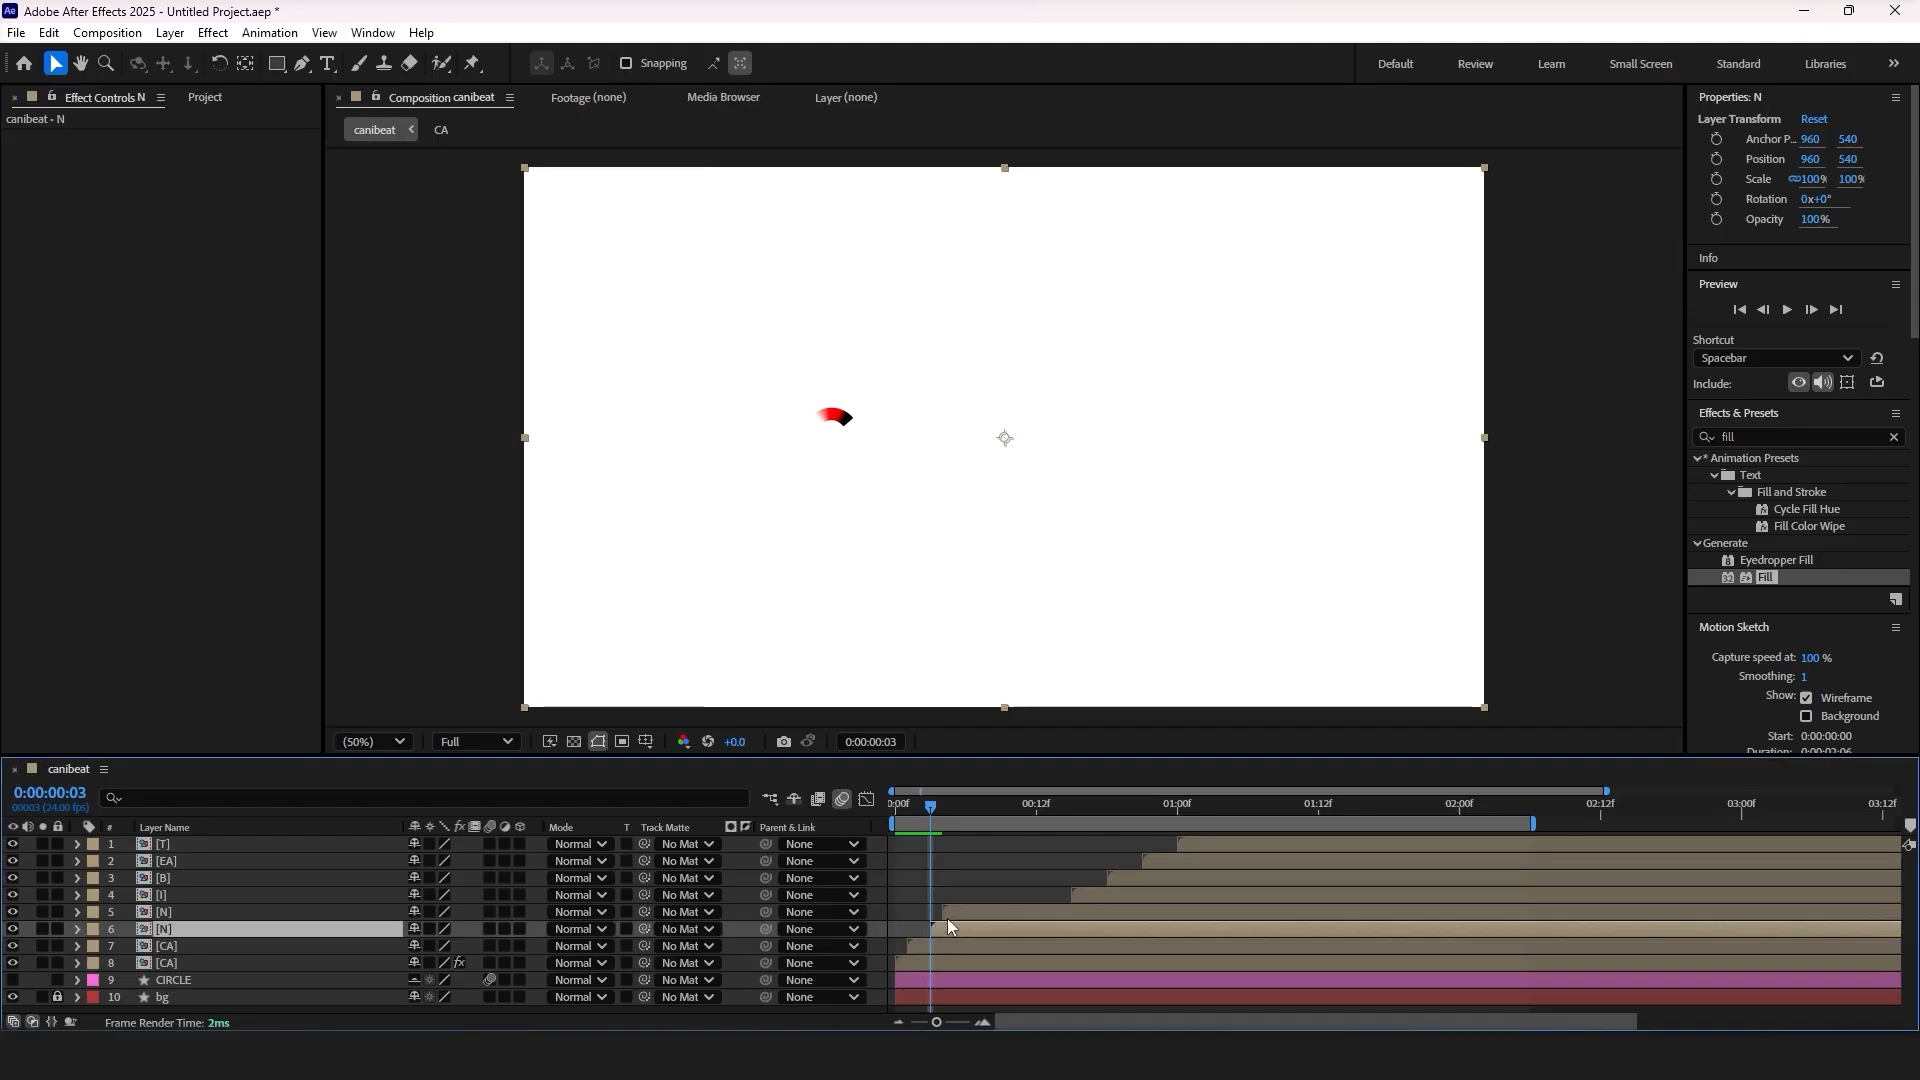 Adobe After Effects 2025 - Untitled Project.aep *
File Edit Composition Layer Effect Animation View Window Help
Snapping Default Review Learn Small Screen Standard Libraries
Effect Controls N Project
canibeat • N
Composition canibeat Footage (none) Media Browser Layer (none)
canibeat CA
Properties: N
Layer Transform Reset
Anchor P... 960 540
Position 960 540
Scale 100% 100%
Rotation 0x+0°
Opacity 100%
Info
Preview
Shortcut
Spacebar
Include:
Effects & Presets
fill
* Animation Presets
Text
Fill and Stroke
Cycle Fill Hue
Fill Color Wipe
Generate
Eyedropper Fill
Fill
Motion Sketch
Capture speed at: 100 %
Smoothing: 1
Show: Wireframe
Background
Start: 0:00:00:00
Duration: 0:00:02:06
(50%) Full +0.0 0:00:00:03
canibeat
0:00:00:03
00003 (24.00 fps)
0:00f 00:12f 01:00f 01:12f 02:00f 02:12f 03:00f 03:12f
# Layer Name Mode T Track Matte Parent & Link
1 [T] Normal No Mat None
2 [EA] Normal No Mat None
3 [B] Normal No Mat None
4 [I] Normal No Mat None
5 [N] Normal No Mat None
6 [N] Normal No Mat None
7 [CA] Normal No Mat None
8 [CA] fx Normal No Mat None
9 CIRCLE Normal No Mat None
10 bg Normal No Mat None
Frame Render Time: 2ms